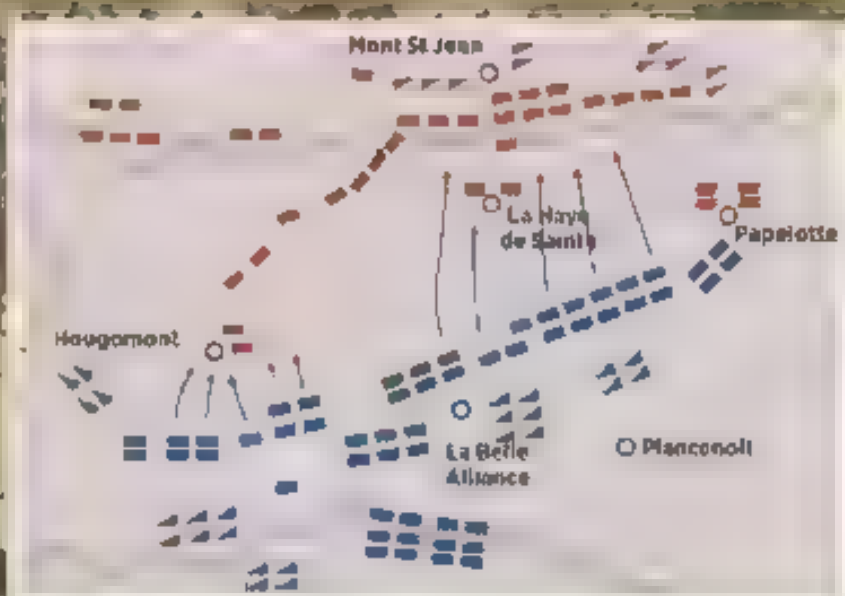 Mont St Jean
La Haye
de Sainte
Papelotte
Hougomont
La Belle
Alliance
Plancenoit